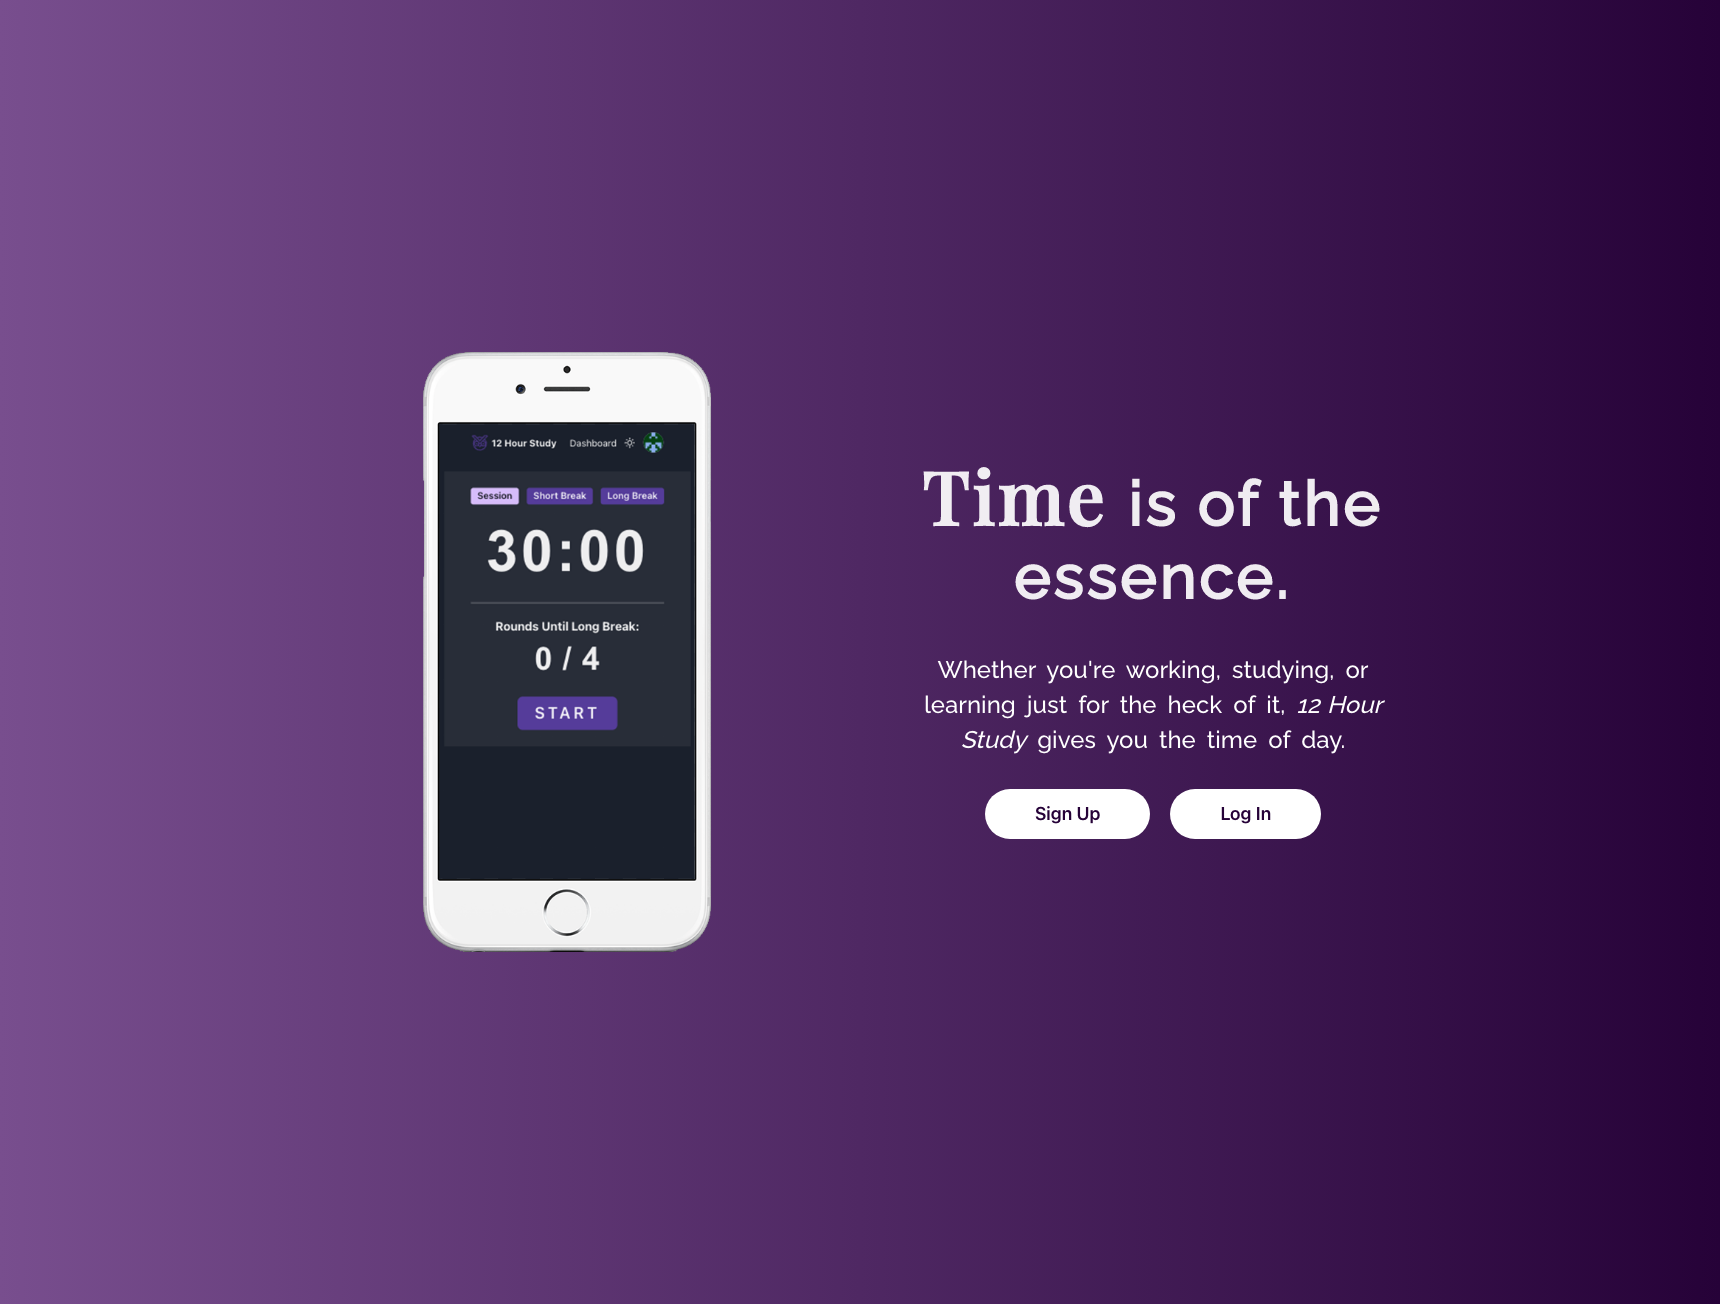 12 Hour Study Dashboard
Session Short Break Long Break
30:00
Rounds Until Long Break:
0 / 4
START
Time is of the
essence.
Whether you're working, studying, or
learning just for the heck of it, 12 Hour
Study gives you the time of day.
Sign Up Log In